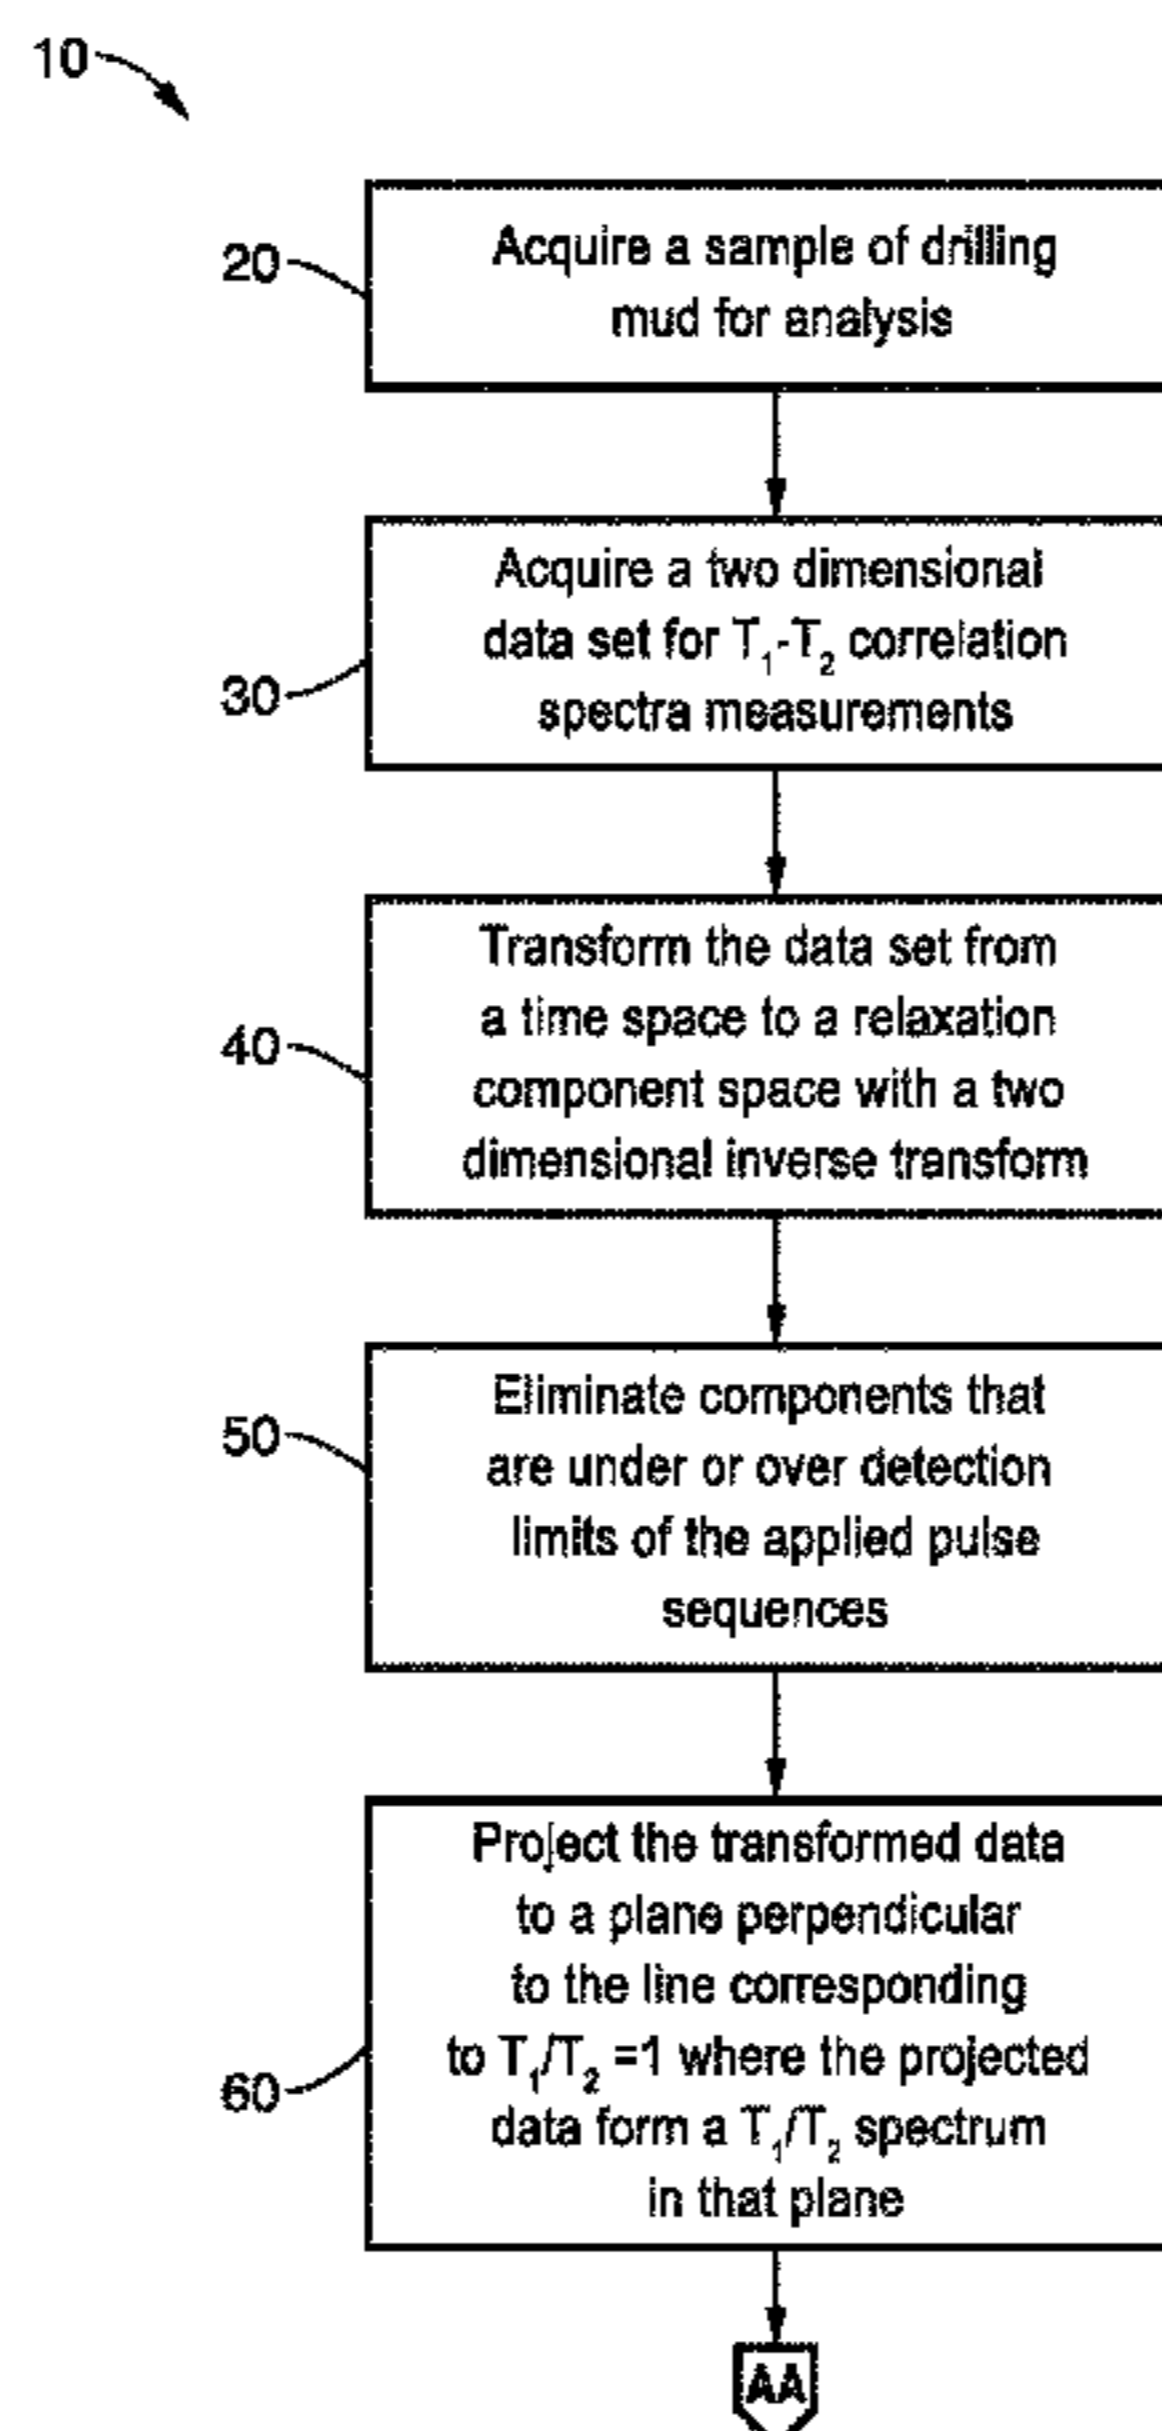 10
20
Acquire a sample of drilling
mud for analysis
30
Acquire a two dimensional
data set for T₁-T₂ correlation
spectra measurements
40
Transform the data set from
a time space to a relaxation
component space with a two
dimensional inverse transform
50
Eliminate components that
are under or over detection
limits of the applied pulse
sequences
60
Project the transformed data
to a plane perpendicular
to the line corresponding
to T₁/T₂ =1 where the projected
data form a T₁/T₂ spectrum
in that plane
AA